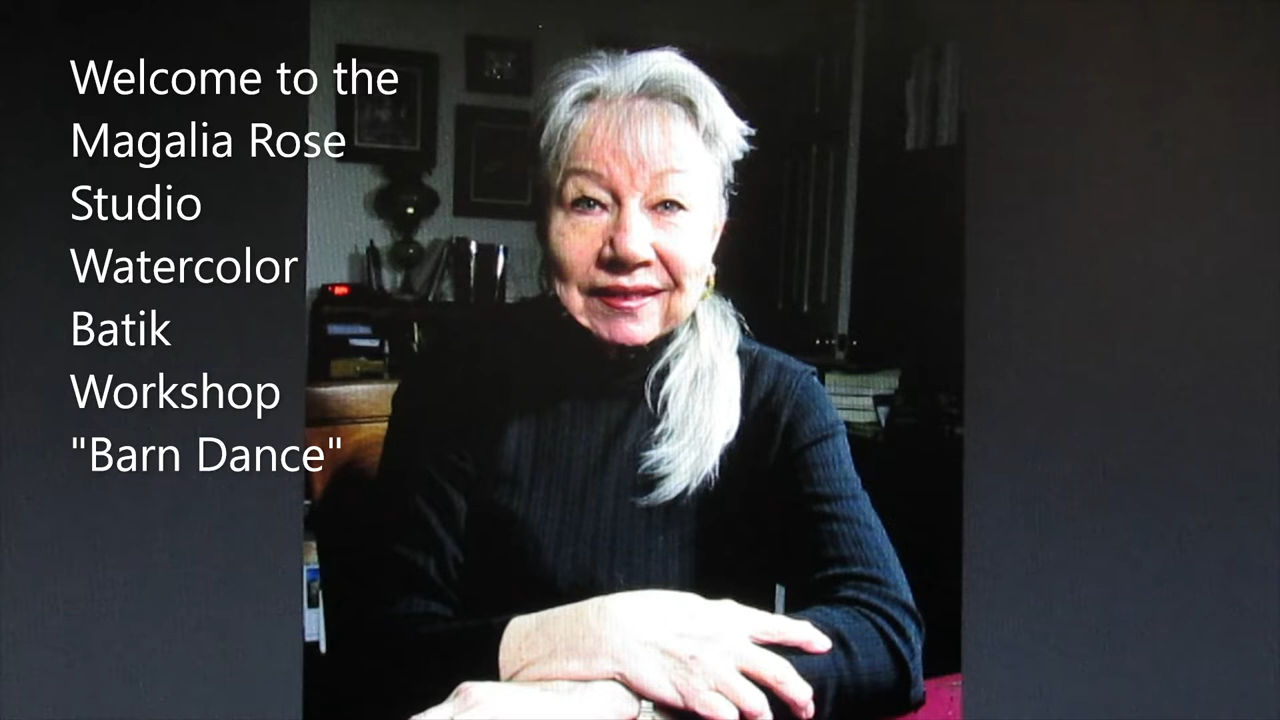 Welcome to the
Magalia Rose
Studio
Watercolor
Batik
Workshop
"Barn Dance"